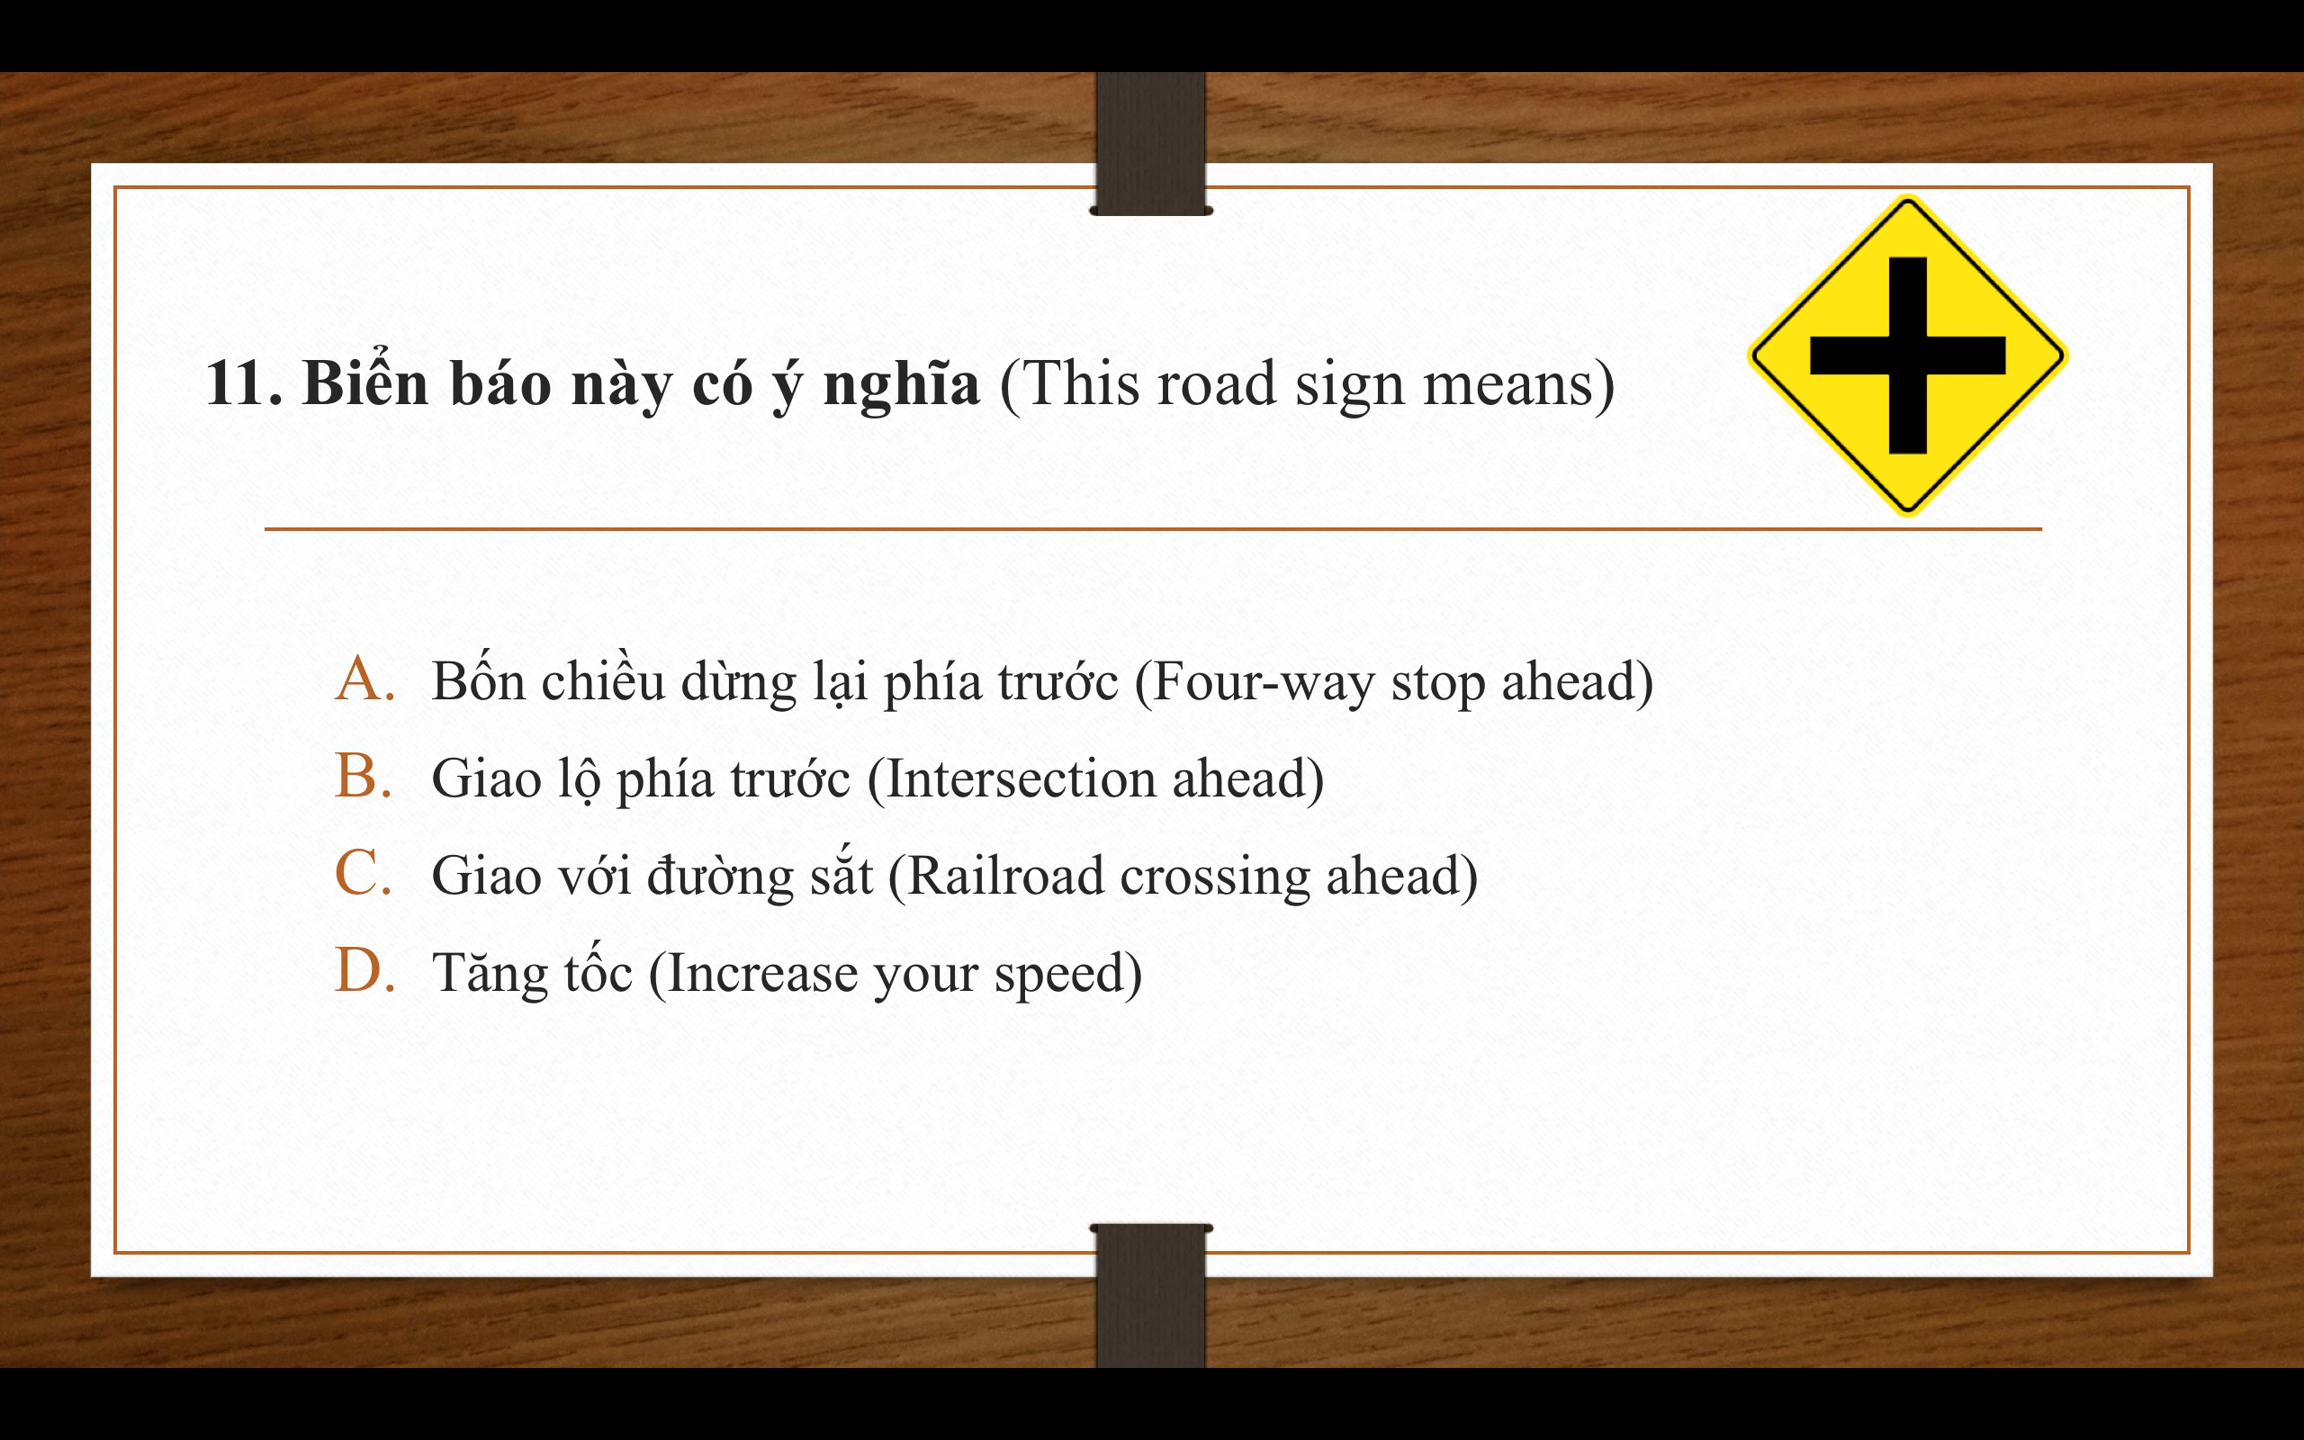 11. Biển báo này có ý nghĩa (This road sign means)
A. Bốn chiều dừng lại phía trước (Four-way stop ahead)
B. Giao lộ phía trước (Intersection ahead)
C. Giao với đường sắt (Railroad crossing ahead)
D. Tăng tốc (Increase your speed)